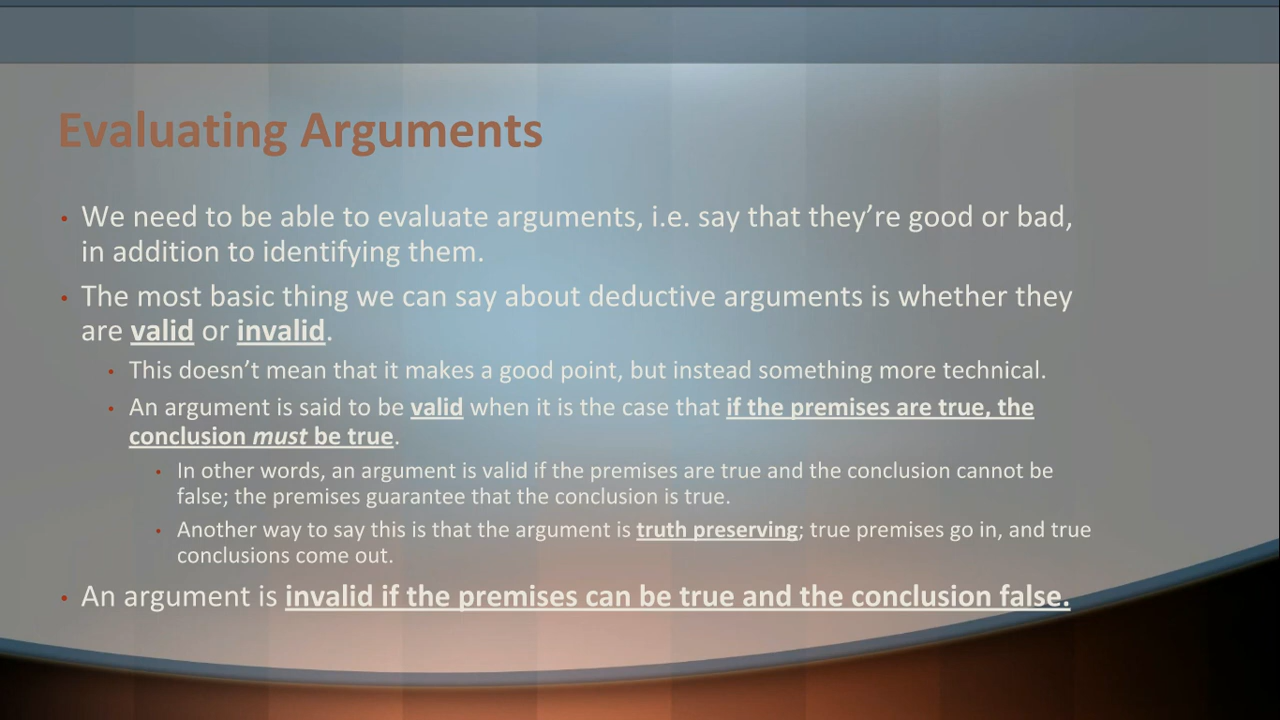 Evaluating Arguments
• We need to be able to evaluate arguments, i.e. say that they’re good or bad,
in addition to identifying them.
• The most basic thing we can say about deductive arguments is whether they
are valid or invalid.
• This doesn’t mean that it makes a good point, but instead something more technical.
• An argument is said to be valid when it is the case that if the premises are true, the
conclusion must be true.
• In other words, an argument is valid if the premises are true and the conclusion cannot be
false; the premises guarantee that the conclusion is true.
• Another way to say this is that the argument is truth preserving; true premises go in, and true
conclusions come out.
• An argument is invalid if the premises can be true and the conclusion false.